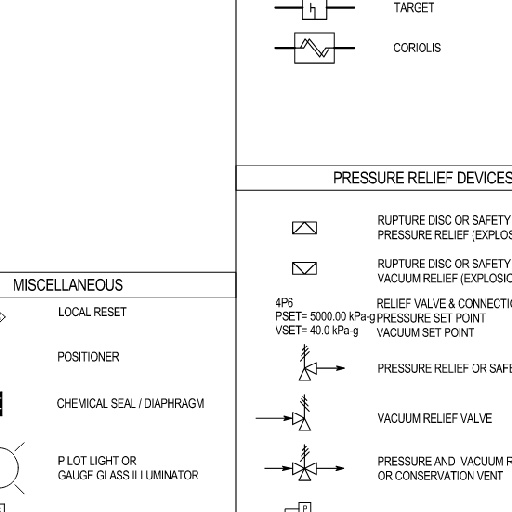 TARGET
CORIOLIS
PRESSURE RELIEF DEVICES
RUPTURE DISC OR SAFETY
PRESSURE RELIEF (EXPLOS
RUPTURE DISC OR SAFETY
VACUUM RELIEF (EXPLOSIO
4P6
PSET= 5000.00 kPa-g
VSET= 40.0 kPa-g
RELIEF VALVE & CONNECTI
PRESSURE SET POINT
VACUUM SET POINT
PRESSURE RELIEF OR SAFE
VACUUM RELIEF VALVE
PRESSURE AND VACUUM R
OR CONSERVATION VENT
P
MISCELLANEOUS
LOCAL RESET
POSITIONER
CHEMICAL SEAL / DIAPHRAGM
PILOT LIGHT OR
GAUGE GLASS ILLUMINATOR